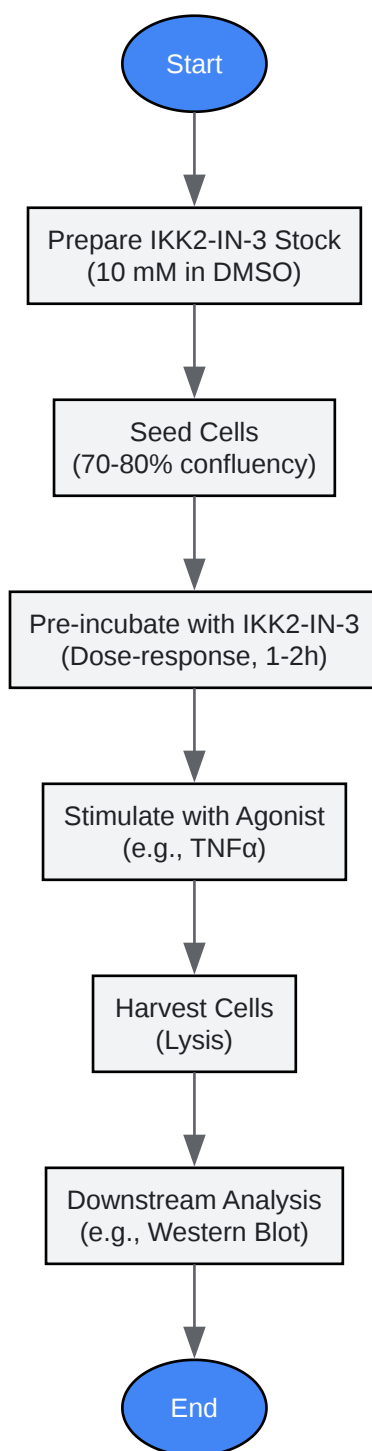 Start
Prepare IKK2-IN-3 Stock
(10 mM in DMSO)
Seed Cells
(70-80% confluency)
Pre-incubate with IKK2-IN-3
(Dose-response, 1-2h)
Stimulate with Agonist
(e.g., TNFα)
Harvest Cells
(Lysis)
Downstream Analysis
(e.g., Western Blot)
End